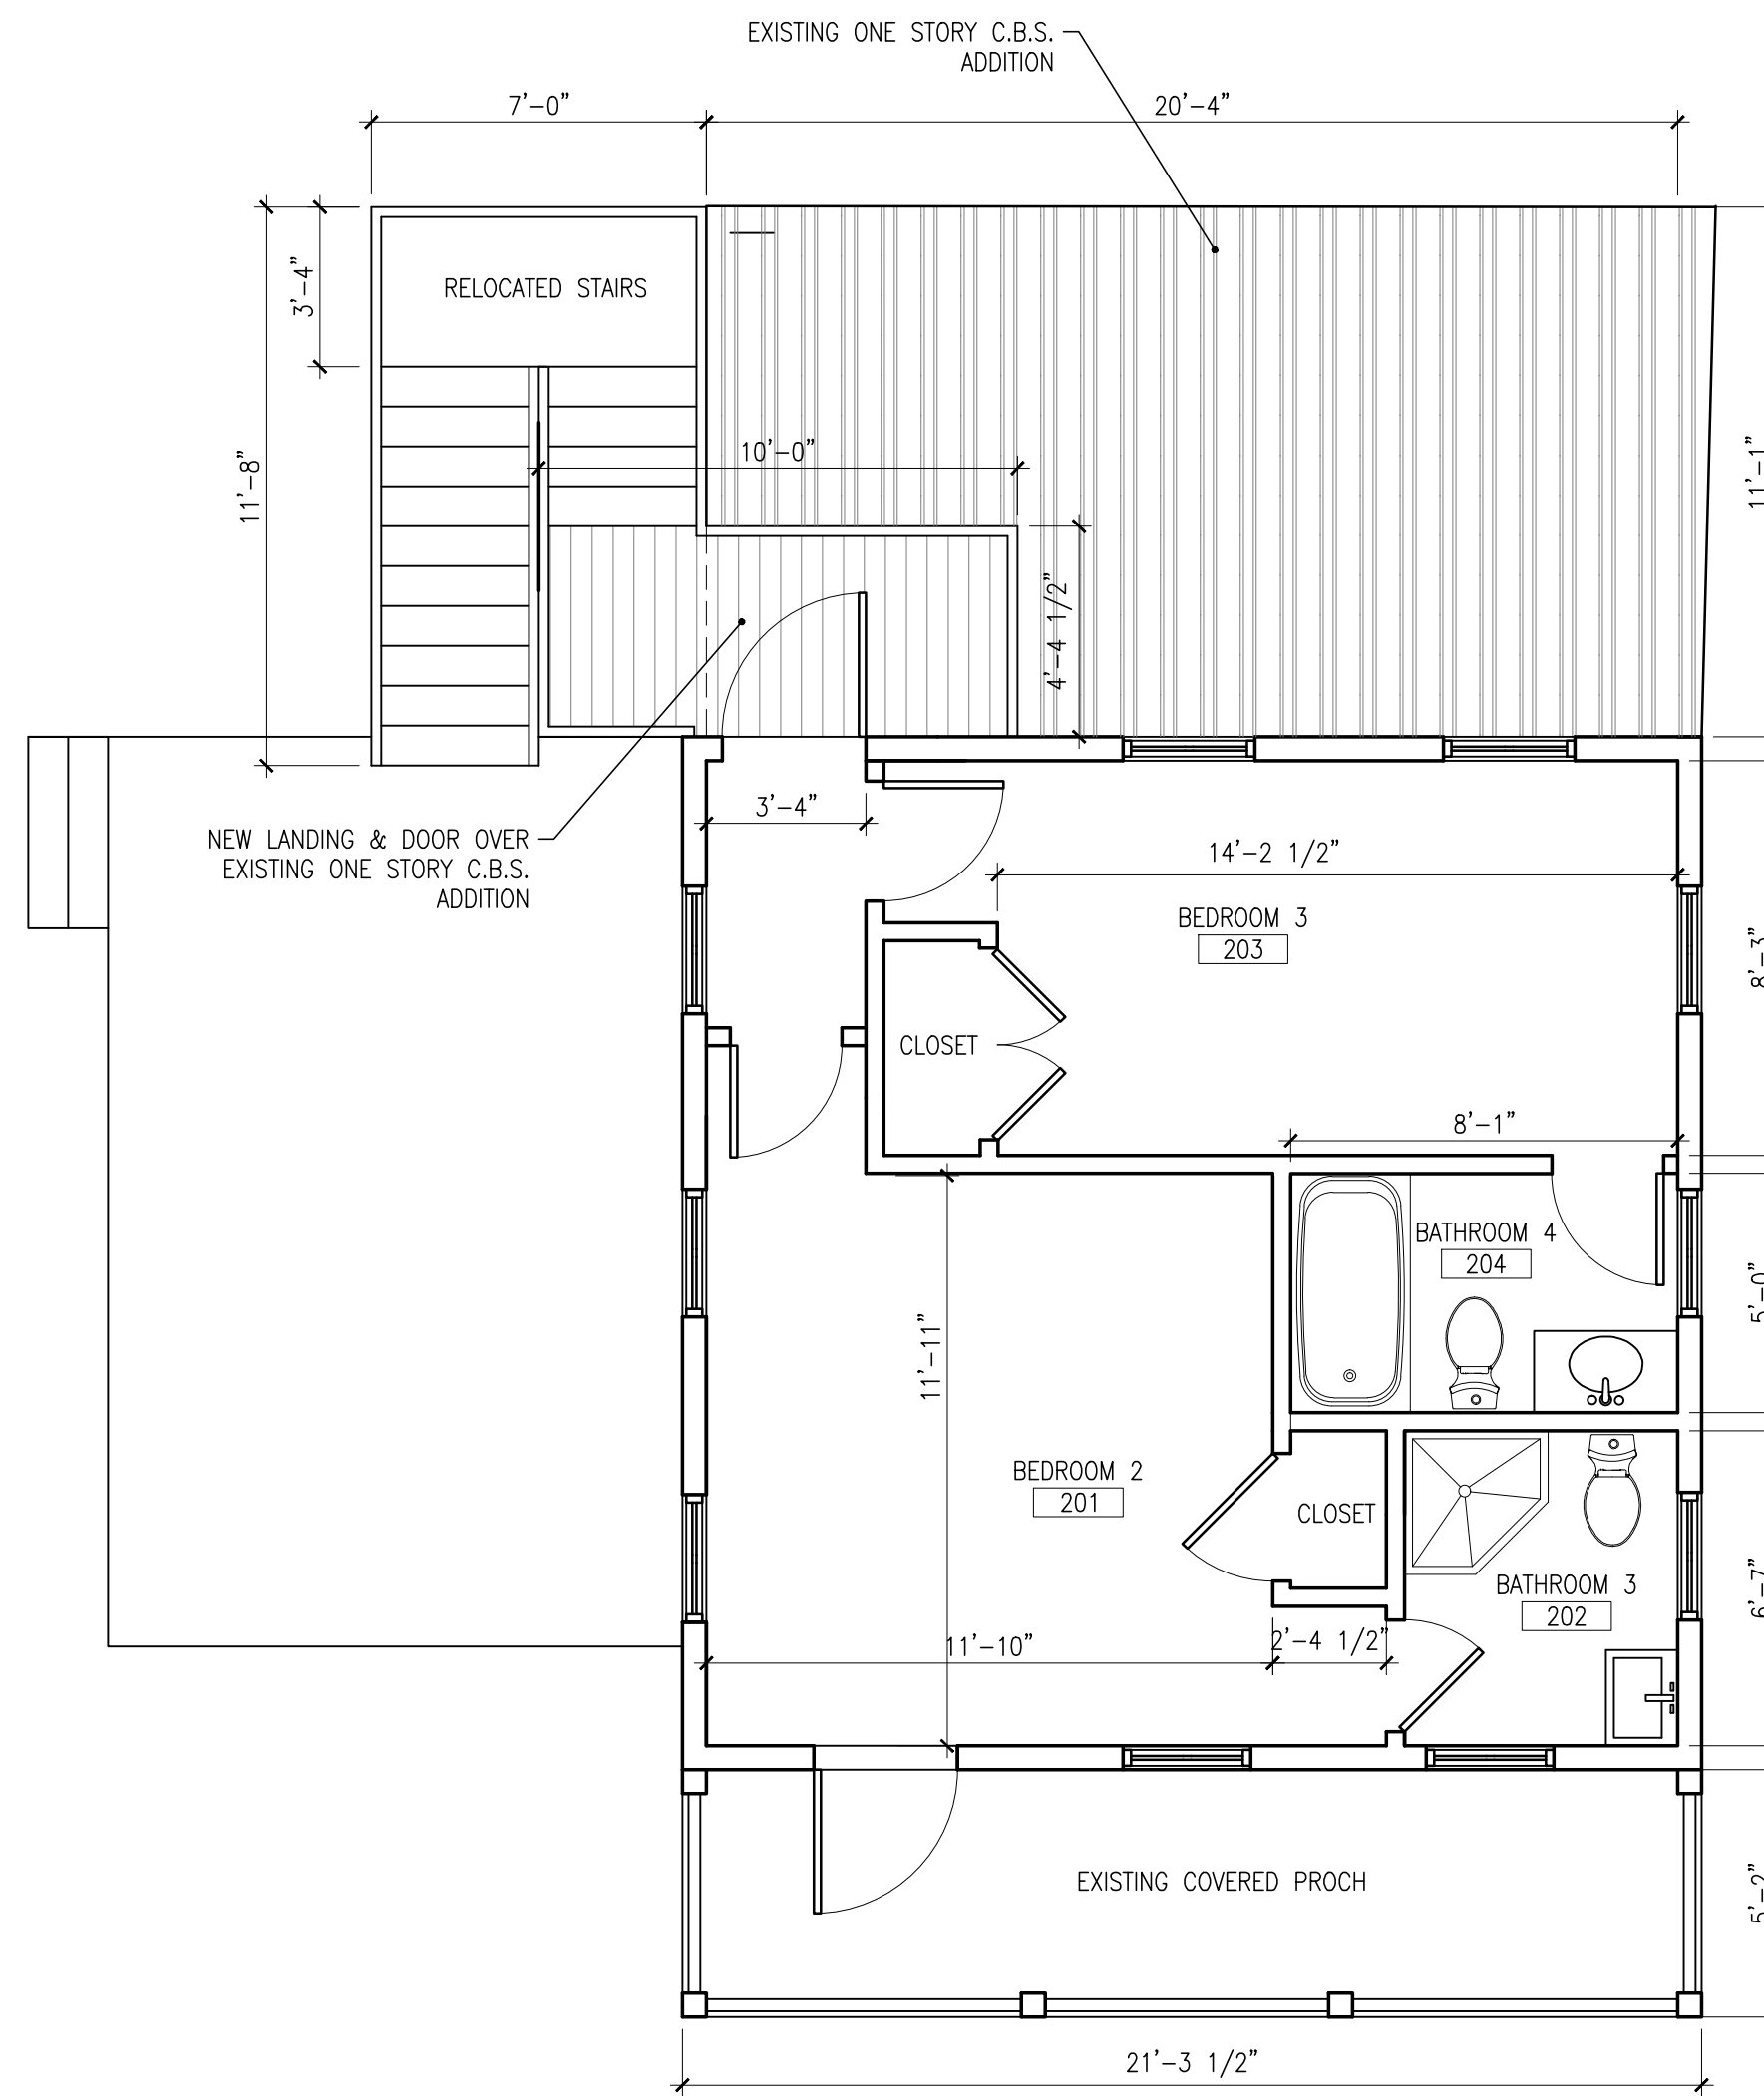 EXISTING ONE STORY C.B.S.
ADDITION
7'-0"
20'-4"
3'-4"
RELOCATED STAIRS
11'-8"
10'-0"
11'-1"
4'-4 1/2"
3'-4"
NEW LANDING & DOOR OVER
EXISTING ONE STORY C.B.S.
ADDITION
14'-2 1/2"
BEDROOM 3
203
8'-3"
CLOSET
8'-1"
BATHROOM 4
204
5'-0"
11'-11"
BEDROOM 2
201
CLOSET
BATHROOM 3
202
6'-7"
11'-10"
2'-4 1/2"
EXISTING COVERED PROCH
5'-2"
21'-3 1/2"